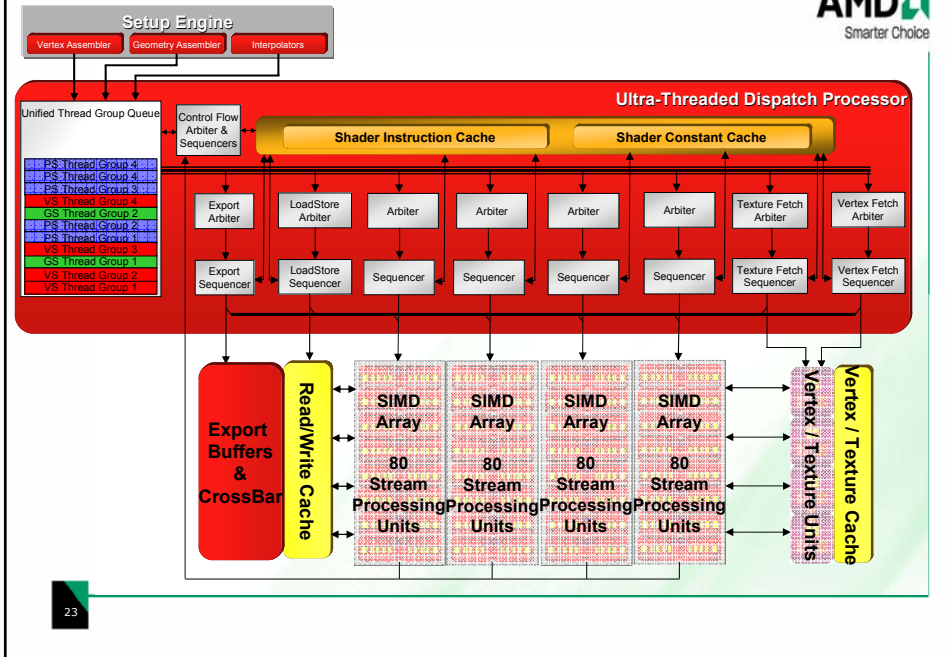 AMD
Smarter Choice
Setup Engine
Vertex Assembler
Geometry Assembler
Interpolators
Ultra-Threaded Dispatch Processor
Unified Thread Group Queue
PS Thread Group 4
PS Thread Group 4
PS Thread Group 3
VS Thread Group 4
GS Thread Group 2
PS Thread Group 2
PS Thread Group 1
VS Thread Group 3
GS Thread Group 1
VS Thread Group 2
VS Thread Group 1
Control Flow
Arbiter &
Sequencers
Shader Instruction Cache
Shader Constant Cache
Export
Arbiter
LoadStore
Arbiter
Arbiter
Arbiter
Arbiter
Arbiter
Texture Fetch
Arbiter
Vertex Fetch
Arbiter
Export
Sequencer
LoadStore
Sequencer
Sequencer
Sequencer
Sequencer
Sequencer
Texture Fetch
Sequencer
Vertex Fetch
Sequencer
Export
Buffers
&
CrossBar
Read/Write Cache
SIMD
Array
80
Stream
Processing
Units
SIMD
Array
80
Stream
Processing
Units
SIMD
Array
80
Stream
Processing
Units
SIMD
Array
80
Stream
Processing
Units
Vertex / Texture Units
Vertex / Texture Cache
23